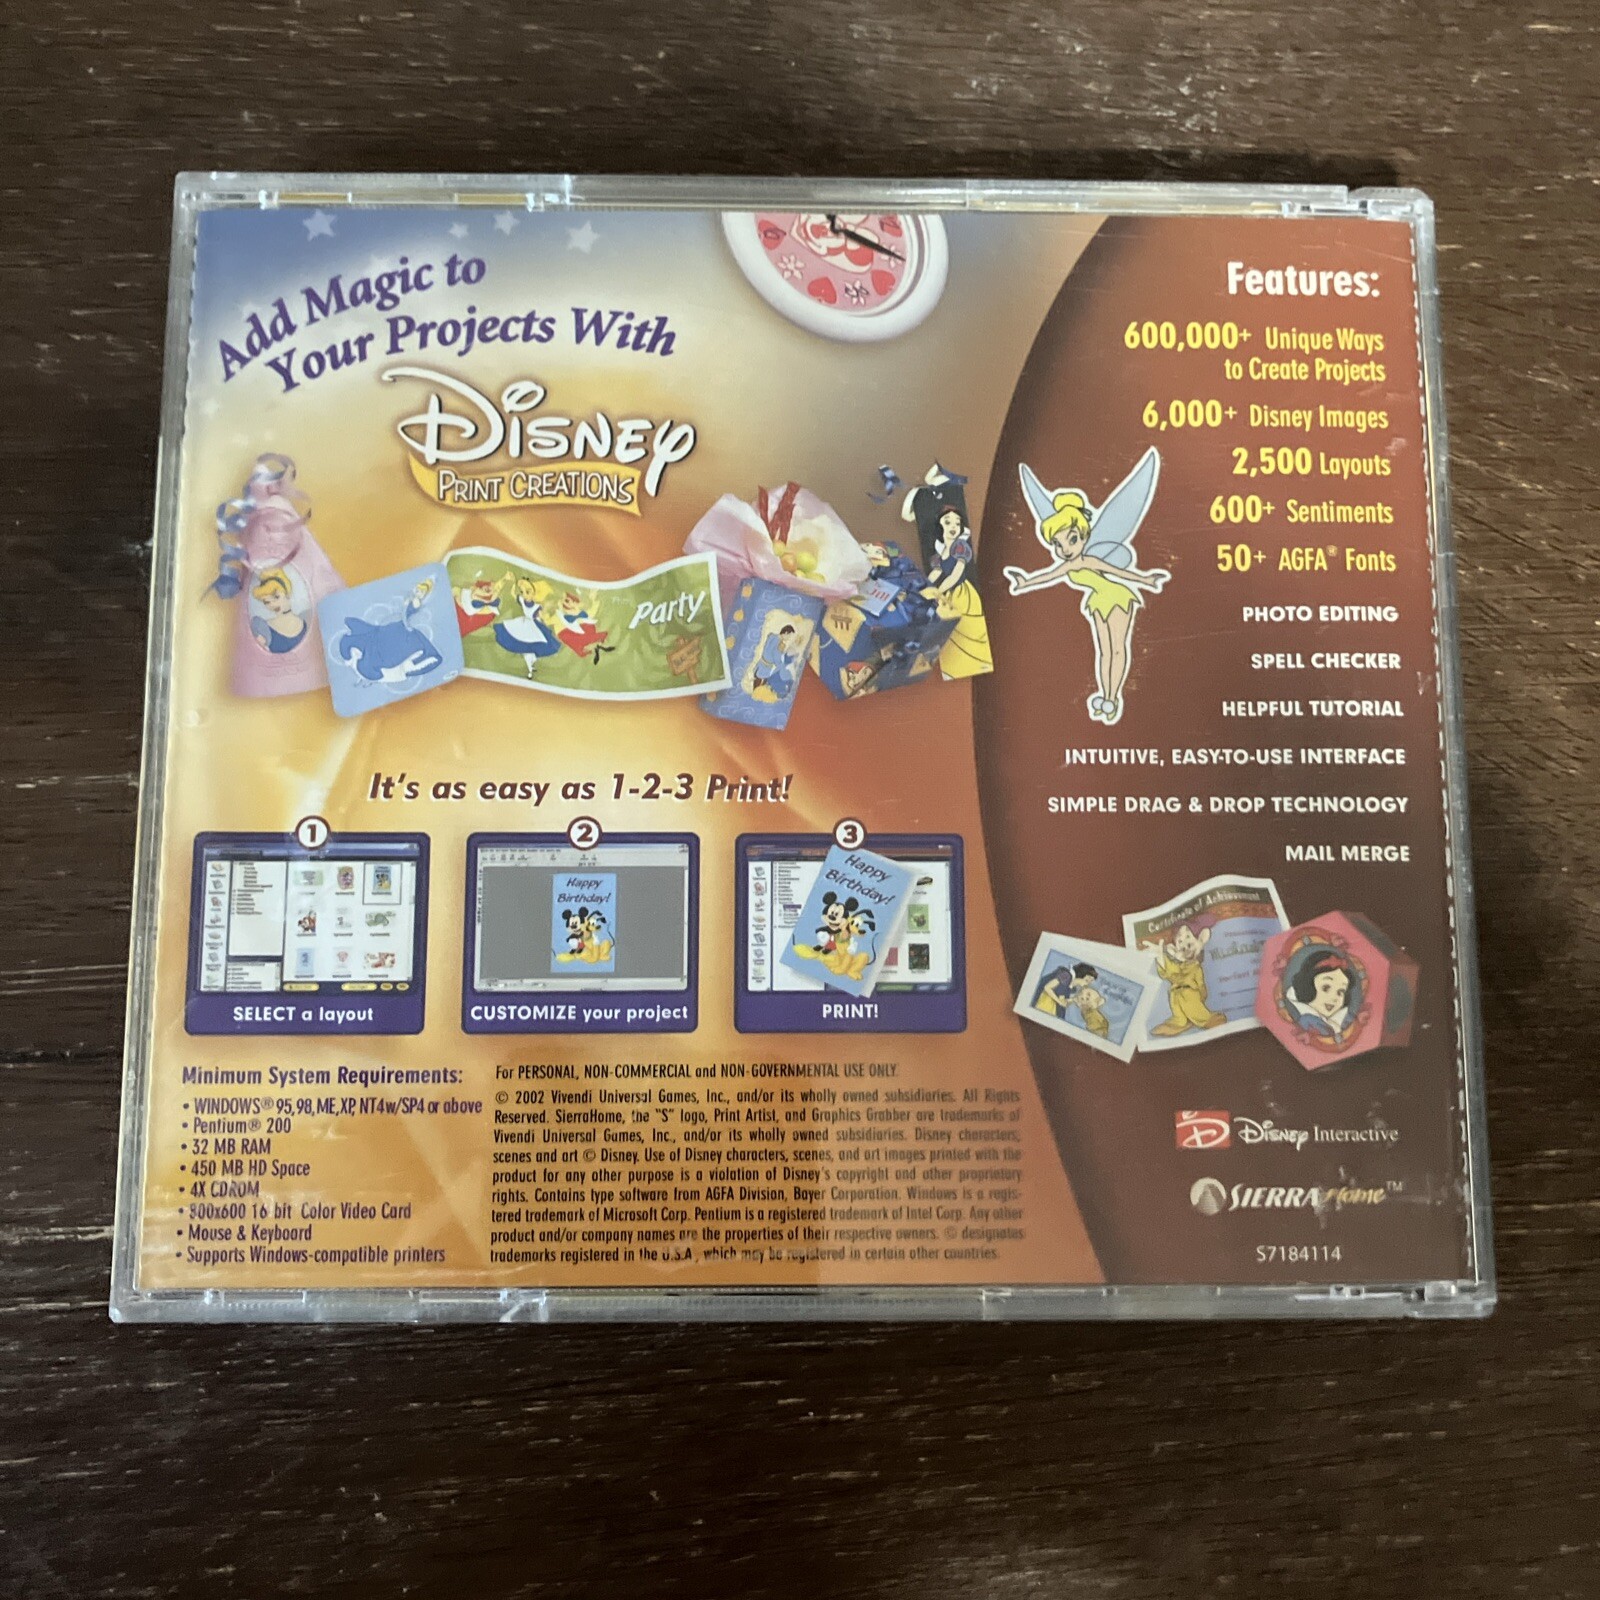 Add Magic to
Your Projects With
Disney
Print Creations
Party
Jill
It's as easy as 1-2-3 Print!
1
2
3
Happy
Birthday!
Happy
Birthday!
SELECT a layout
CUSTOMIZE your project
PRINT!
Minimum System Requirements:
• WINDOWS® 95,98,ME,XP, NT4w/SP4 or above
• Pentium® 200
• 32 MB RAM
• 450 MB HD Space
• 4X CDROM
• 800x600 16 bit Color Video Card
• Mouse & Keyboard
• Supports Windows-compatible printers
For PERSONAL, NON-COMMERCIAL and NON-GOVERNMENTAL USE ONLY.
© 2002 Vivendi Universal Games, Inc., and/or its wholly owned subsidiaries. All Rights
Reserved. SierraHome, the "S" logo, Print Artist, and Graphics Grabber are trademarks of
Vivendi Universal Games, Inc., and/or its wholly owned subsidiaries. Disney characters,
scenes and art © Disney. Use of Disney characters, scenes, and art images printed with the
product for any other purpose is a violation of Disney's copyright and other proprietary
rights. Contains type software from AGFA Division, Bayer Corporation. Windows is a regis-
tered trademark of Microsoft Corp. Pentium is a registered trademark of Intel Corp. Any other
product and/or company names are the properties of their respective owners. © designates
trademarks registered in the U.S.A., which may be registered in certain other countries.
Features:
600,000+ Unique Ways
to Create Projects
6,000+ Disney Images
2,500 Layouts
600+ Sentiments
50+ AGFA® Fonts
PHOTO EDITING
SPELL CHECKER
HELPFUL TUTORIAL
INTUITIVE, EASY-TO-USE INTERFACE
SIMPLE DRAG & DROP TECHNOLOGY
MAIL MERGE
Certificate of Achievement
Disney Interactive
SIERRA Home™
S7184114